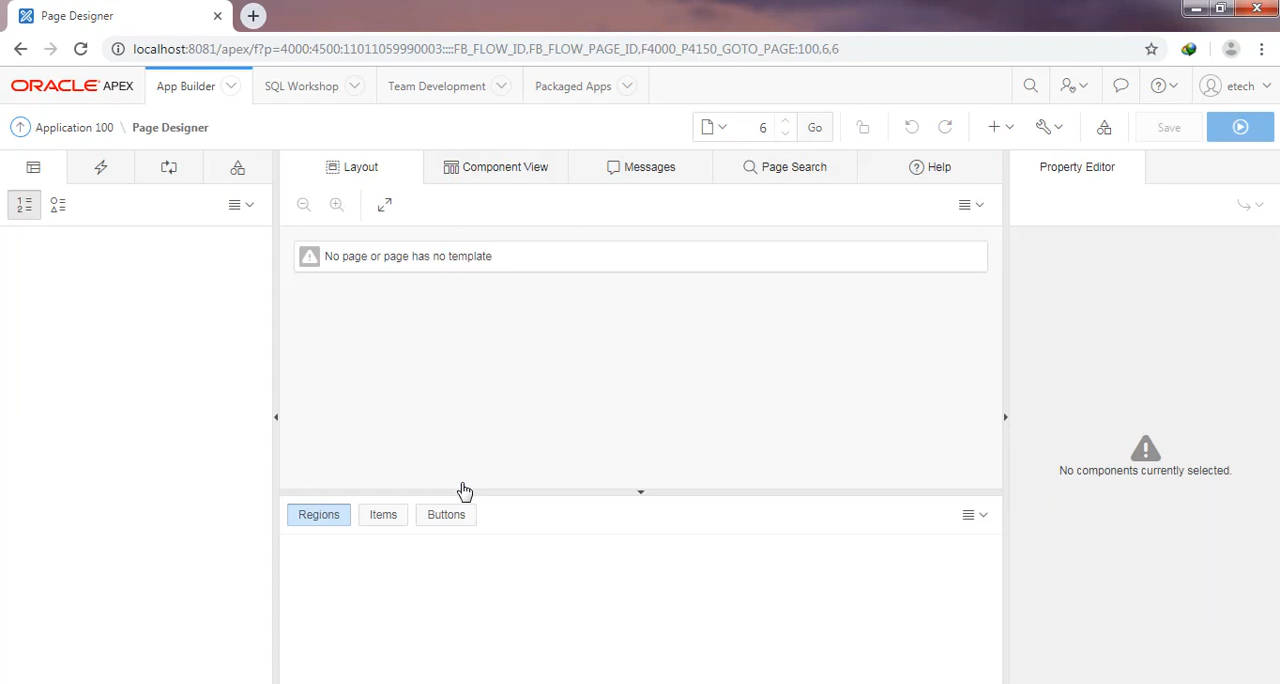 Page Designer
localhost:8081/apex/f?p=4000:4500:11011059990003::::FB_FLOW_ID,FB_FLOW_PAGE_ID,F4000_P4150_GOTO_PAGE:100,6,6
ORACLE APEX App Builder SQL Workshop Team Development Packaged Apps etech
Application 100 \ Page Designer 6 Go Save
Layout Component View Messages Page Search Help Property Editor
No page or page has no template
No components currently selected.
Regions Items Buttons